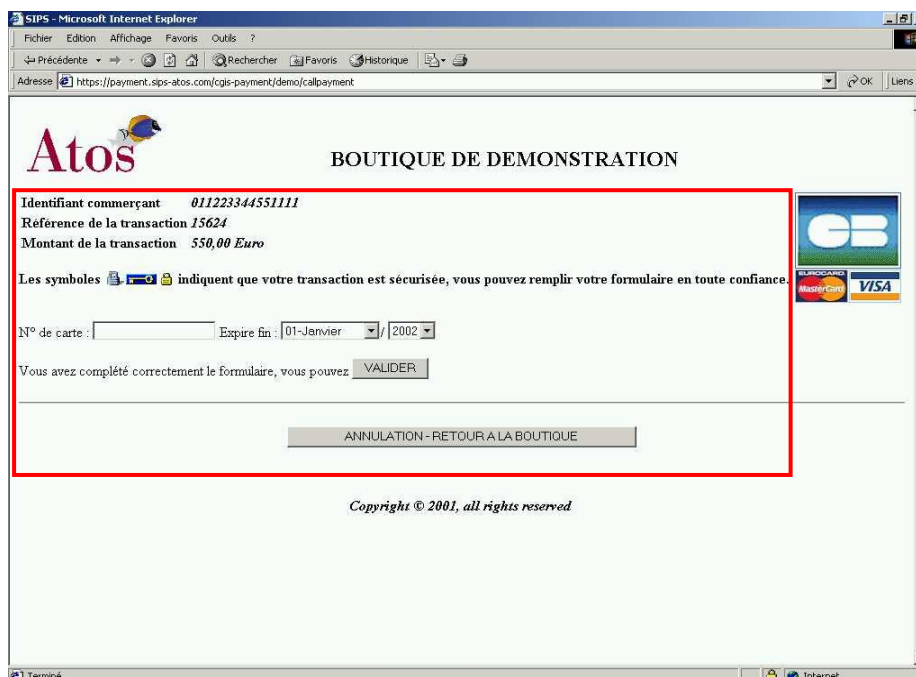 SIPS - Microsoft Internet Explorer
Fichier Edition Affichage Favoris Outils ?
Précédente Rechercher Favoris Historique
Adresse https://payment.sips-atos.com/cgis-payment/demo/callpayment OK Liens
Atos
BOUTIQUE DE DEMONSTRATION
Identifiant commerçant 011223344551111
Référence de la transaction 15624
Montant de la transaction 550,00 Euro
CB
Les symboles indiquent que votre transaction est sécurisée, vous pouvez remplir votre formulaire en toute confiance.
EUROCARD
MasterCard VISA
N° de carte : Expire fin : 01-Janvier / 2002
Vous avez complété correctement le formulaire, vous pouvez VALIDER
ANNULATION - RETOUR A LA BOUTIQUE
Copyright © 2001, all rights reserved
Terminé Internet